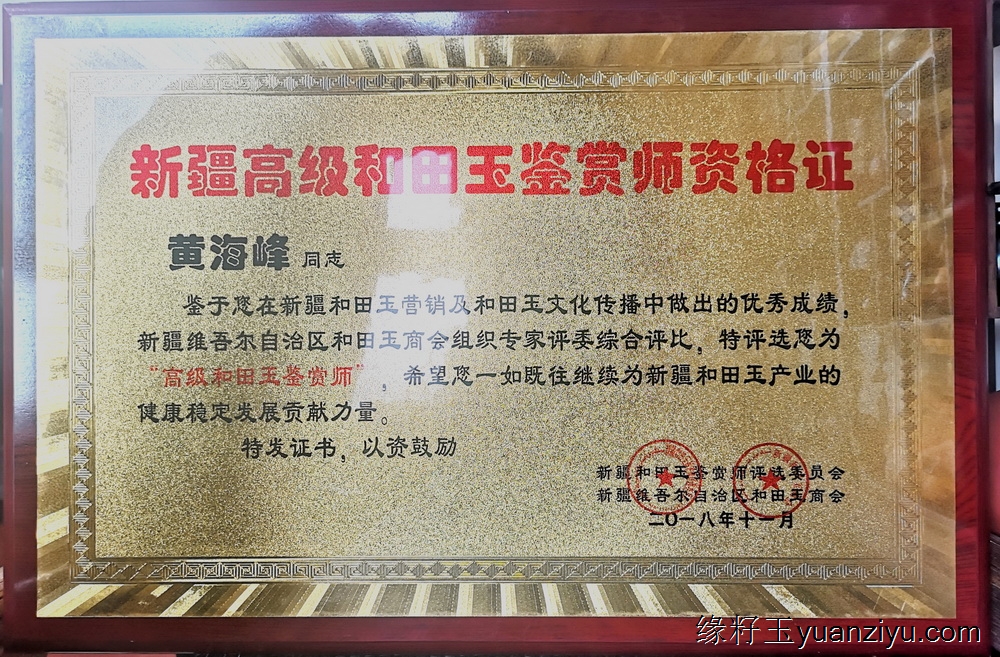 新疆高级和田玉鉴赏师资格证
黄海峰 同志
鉴于您在新疆和田玉营销及和田玉文化传播中做出的优秀成绩，
新疆维吾尔自治区和田玉商会组织专家评委综合评比，特评选您为
“高级和田玉鉴赏师”，希望您一如既往继续为新疆和田玉产业的
健康稳定发展贡献力量。
特发证书，以资鼓励
新疆和田玉鉴赏师评选委员会
新疆维吾尔自治区和田玉商会
二〇一八年十一月
缘籽玉yuanziyu.com